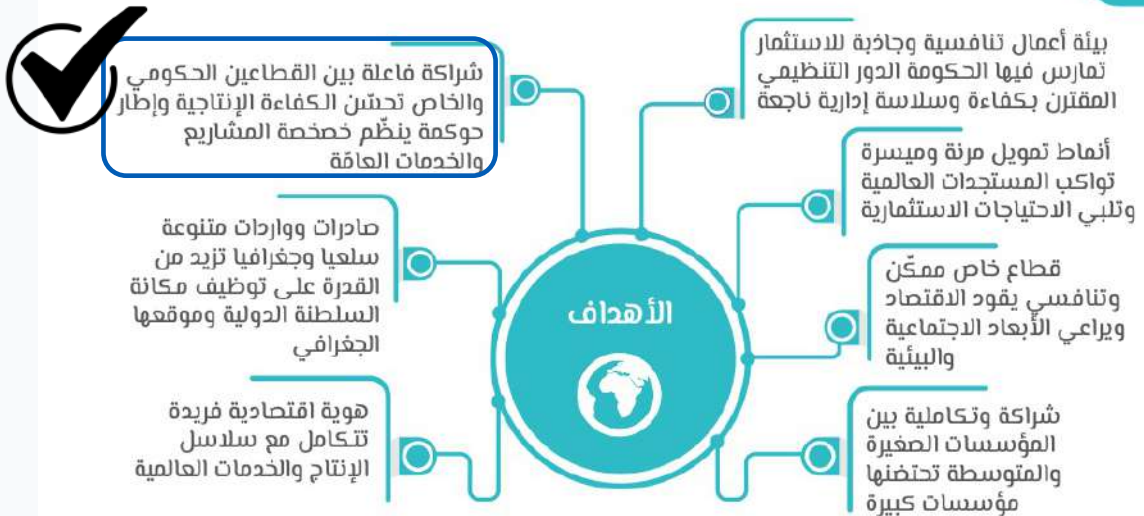 بيئة أعمال تنافسية وجاذبة للاستثمار
تمارس فيها الحكومة الدور التنظيمي
المقترن بكفاءة وسلاسة إدارية ناجعة
أنماط تمويل مرنة وميسرة
تواكب المستجدات العالمية
وتلبي الاحتياجات الاستثمارية
قطاع خاص ممكّن
وتنافسي يقود الاقتصاد
ويراعي الأبعاد الاجتماعية
والبيئية
شراكة وتكاملية بين
المؤسسات الصغيرة
والمتوسطة تحتضنها
مؤسسات كبيرة
الأهداف
شراكة فاعلة بين القطاعين الحكومي
والخاص تحسّن الكفاءة الإنتاجية وإطار
حوكمة ينظّم خصخصة المشاريع
والخدمات العامّة
صادرات وواردات متنوعة
سلعيا وجغرافيا تزيد من
القدرة على توظيف مكانة
السلطنة الدولية وموقعها
الجغرافي
هوية اقتصادية فريدة
تتكامل مع سلاسل
الإنتاج والخدمات العالمية